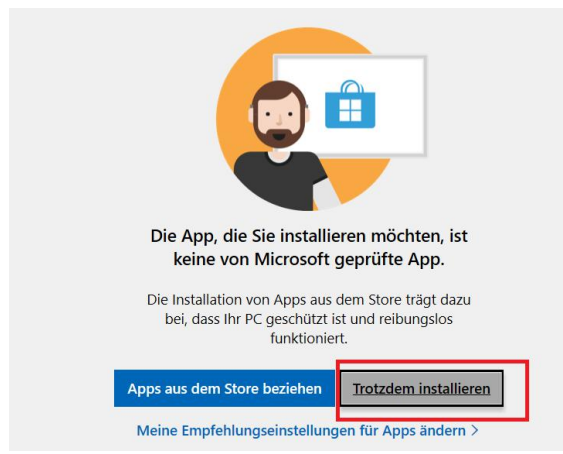 Die App, die Sie installieren möchten, ist
keine von Microsoft geprüfte App.
Die Installation von Apps aus dem Store trägt dazu
bei, dass Ihr PC geschützt ist und reibungslos
funktioniert.
Apps aus dem Store beziehen
Trotzdem installieren
Meine Empfehlungseinstellungen für Apps ändern >